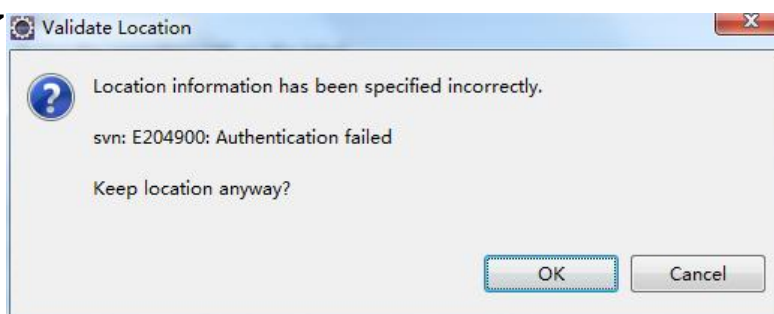 Validate Location
Location information has been specified incorrectly.
svn: E204900: Authentication failed
Keep location anyway?
OK
Cancel